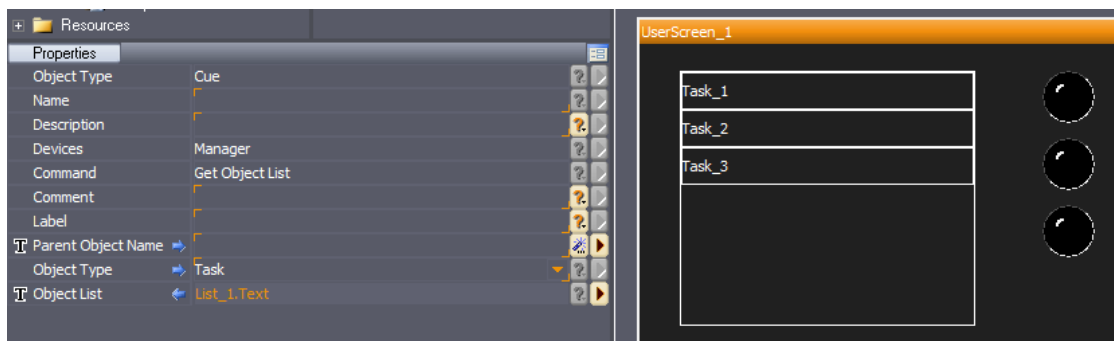 Resources
Properties
Object Type Cue
Name
Description
Devices Manager
Command Get Object List
Comment
Label
T Parent Object Name
Object Type Task
T Object List List_1.Text
UserScreen_1
Task_1
Task_2
Task_3